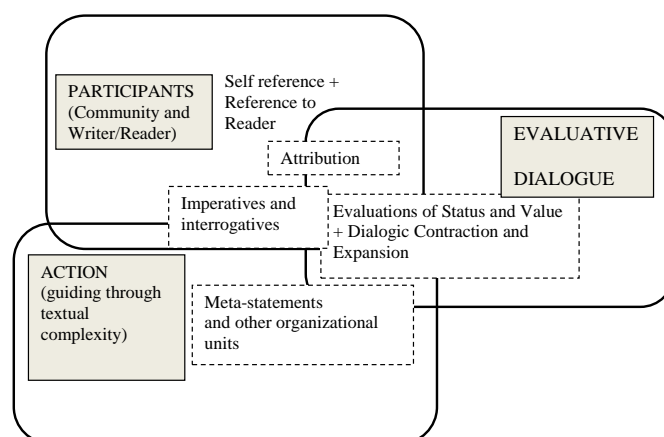 PARTICIPANTS
(Community and
Writer/Reader)
Self reference +
Reference to
Reader
EVALUATIVE
DIALOGUE
Attribution
Imperatives and
interrogatives
Evaluations of Status and Value
+ Dialogic Contraction and
Expansion
ACTION
(guiding through
textual
complexity)
Meta-statements
and other organizational
units